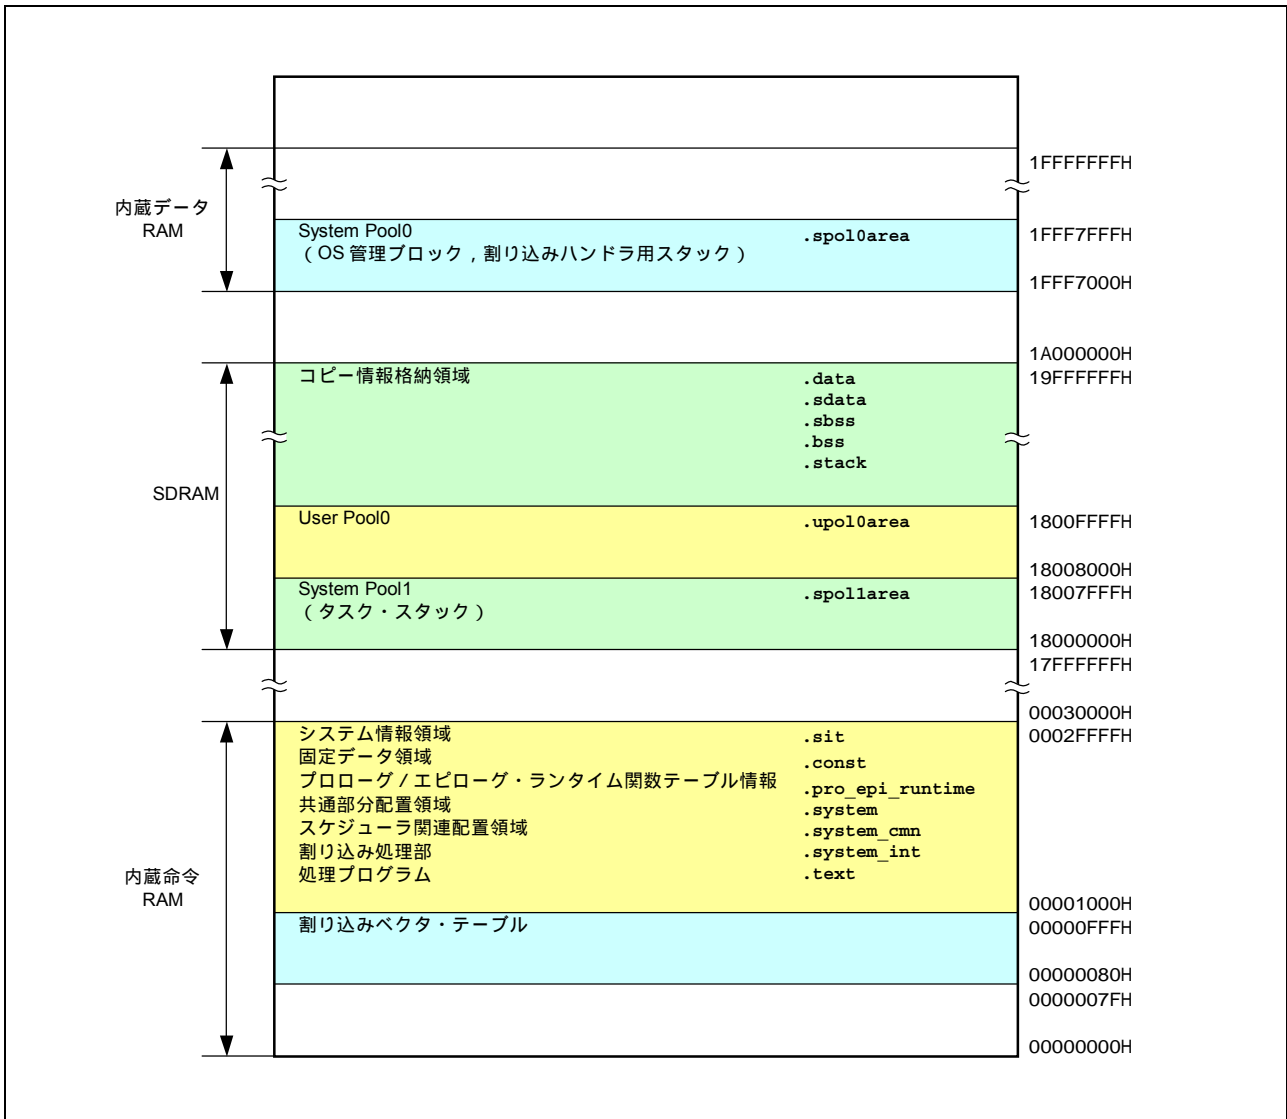 1FFFFFFFH
内蔵データ
RAM
System Pool0 .spol0area 1FFF7FFFH
（OS 管理ブロック，割り込みハンドラ用スタック）
1FFF7000H
1A000000H
コピー情報格納領域 .data 19FFFFFFH
.sdata
.sbss
.bss
.stack
SDRAM
User Pool0 .upol0area 1800FFFFH
18008000H
System Pool1 .spol1area 18007FFFH
（タスク・スタック）
18000000H
17FFFFFFH
00030000H
システム情報領域 .sit 0002FFFFH
固定データ領域 .const
プロローグ／エピローグ・ランタイム関数テーブル情報 .pro_epi_runtime
共通部分配置領域 .system
スケジューラ関連配置領域 .system_cmn
割り込み処理部 .system_int
処理プログラム .text
内蔵命令
RAM
00001000H
割り込みベクタ・テーブル 00000FFFH
00000080H
0000007FH
00000000H